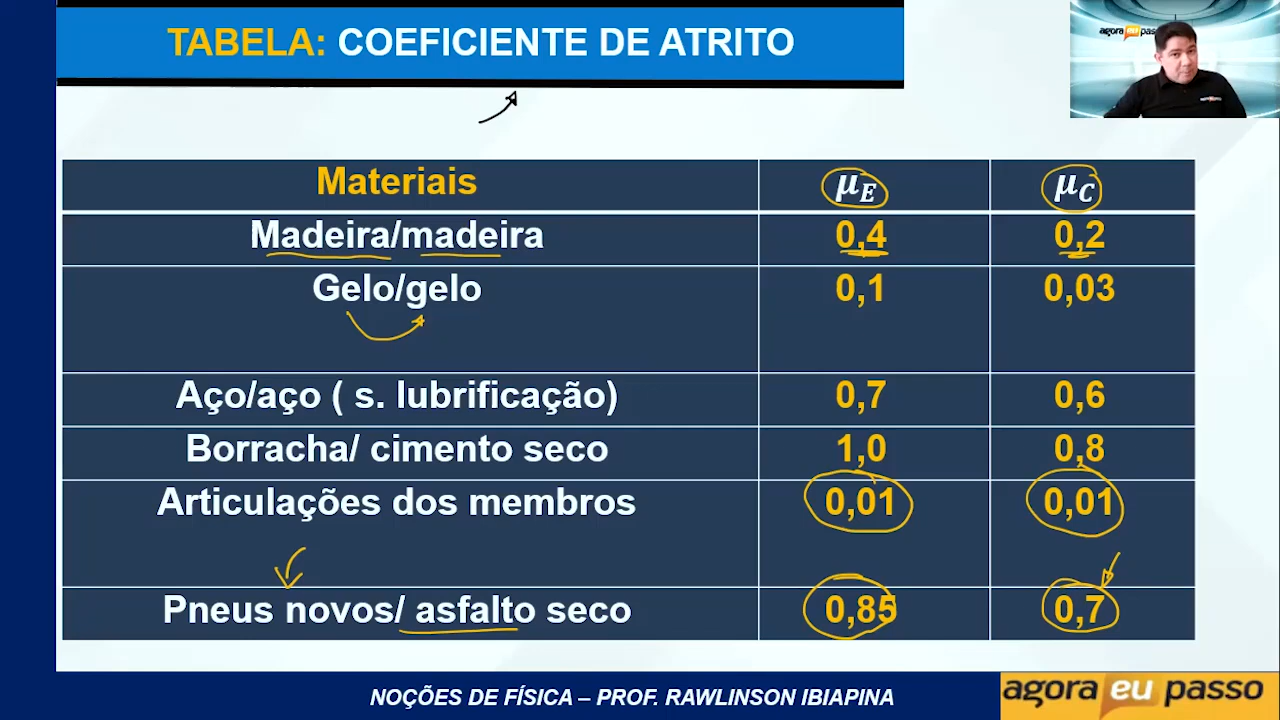 TABELA: COEFICIENTE DE ATRITO
agora eu pas
Materiais μE μC
Madeira/madeira 0,4 0,2
Gelo/gelo 0,1 0,03
Aço/aço ( s. lubrificação) 0,7 0,6
Borracha/ cimento seco 1,0 0,8
Articulações dos membros 0,01 0,01
Pneus novos/ asfalto seco 0,85 0,7
NOÇÕES DE FÍSICA – PROF. RAWLINSON IBIAPINA
agora eu passo